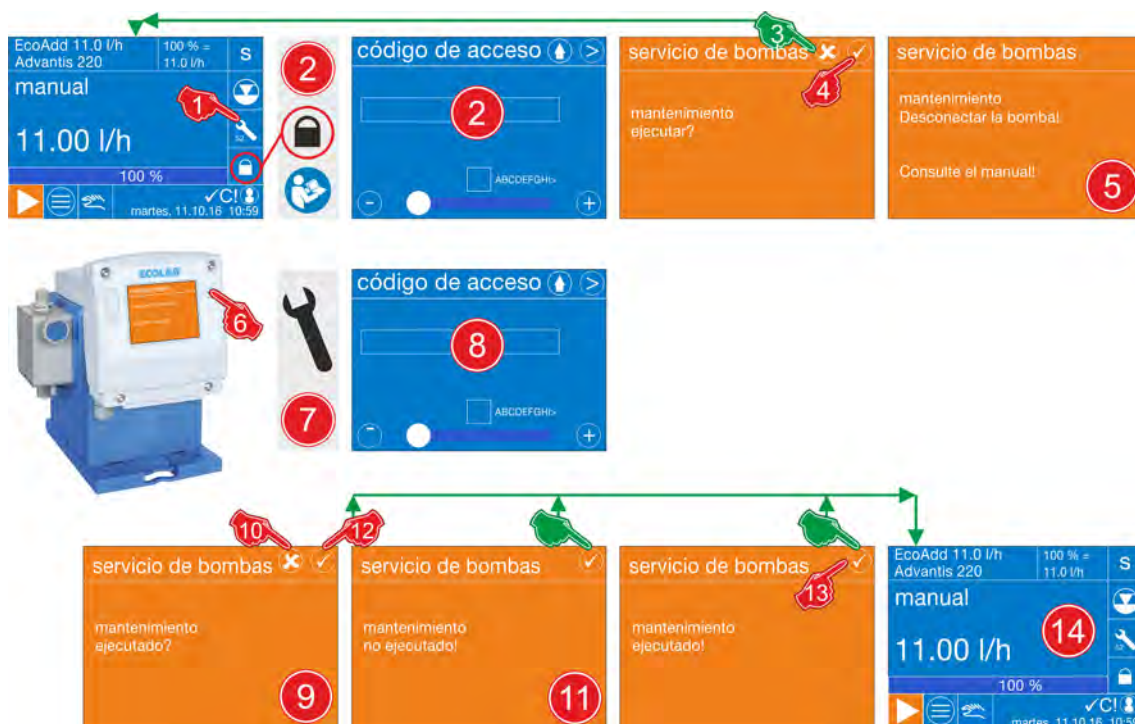 EcoAdd 11.0 l/h
Advantis 220
100 % =
11.0 l/h
S
manual
1
52
11.00 l/h
100 %
✓C!
martes, 11.10.16 10:59
2
código de acceso
2
ABCDEFGHI>
3
servicio de bombas
4
mantenimiento
ejecutar?
servicio de bombas
mantenimiento
Desconectar la bomba!
Consulte el manual!
5
ECOLAB
6
7
código de acceso
8
ABCDEFGHI>
10
12
servicio de bombas
mantenimiento
ejecutado?
9
servicio de bombas
mantenimiento
no ejecutado!
11
servicio de bombas
13
mantenimiento
ejecutado!
EcoAdd 11.0 l/h
Advantis 220
100 % =
11.0 l/h
S
manual
14
52
11.00 l/h
100 %
✓C!
martes, 11.10.16